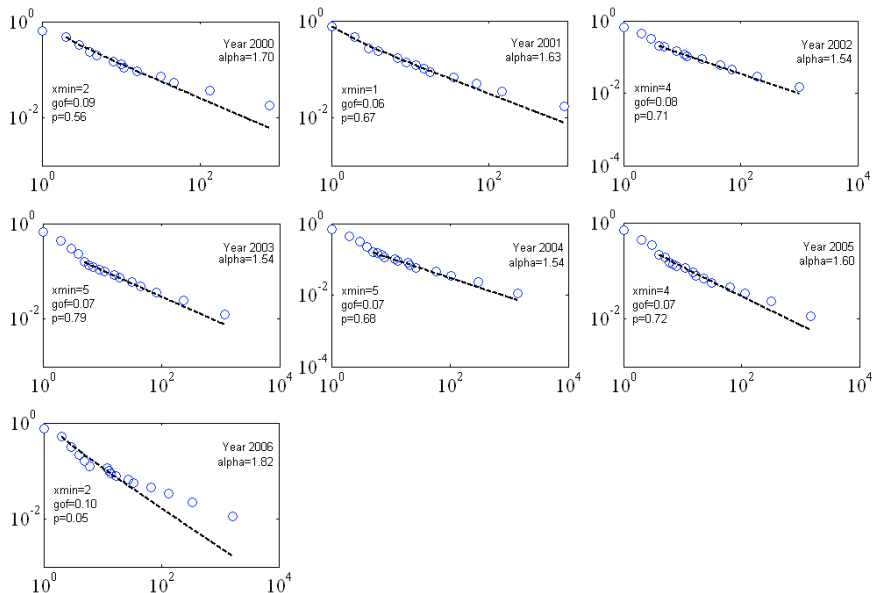 10^0
Year 2000
alpha=1.70
xmin=2
gof=0.09
p=0.56
10^-2
10^0
10^2
10^0
Year 2001
alpha=1.63
xmin=1
gof=0.06
p=0.67
10^-2
10^0
10^2
10^0
Year 2002
alpha=1.54
10^-2
xmin=4
gof=0.08
p=0.71
10^-4
10^0
10^2
10^4
10^0
Year 2003
alpha=1.54
xmin=5
gof=0.07
p=0.79
10^-2
10^0
10^2
10^4
10^0
Year 2004
alpha=1.54
10^-2
xmin=5
gof=0.07
p=0.68
10^-4
10^0
10^2
10^4
10^0
Year 2005
alpha=1.60
xmin=4
gof=0.07
p=0.72
10^-2
10^0
10^2
10^4
10^0
Year 2006
alpha=1.82
xmin=2
gof=0.10
p=0.05
10^-2
10^0
10^2
10^4